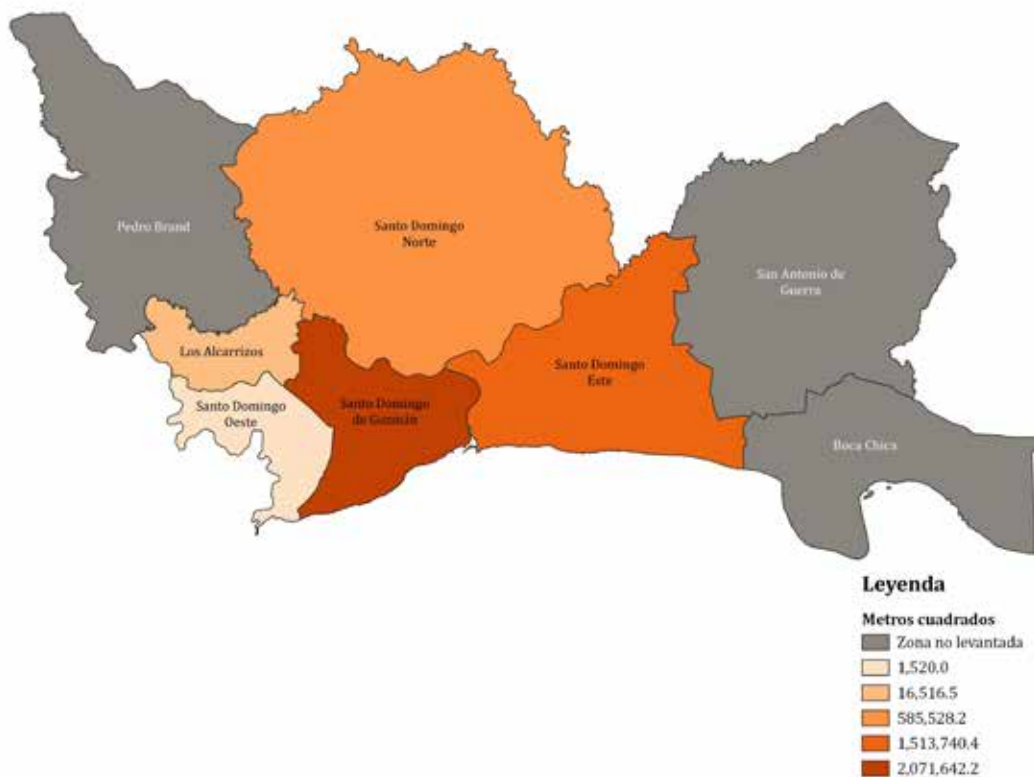 Pedro Brand
Santo Domingo
Norte
San Antonio de
Guerra
Los Alcarrizos
Santo Domingo
Este
Santo Domingo
Oeste
Santo Domingo
de Guzmán
Boca Chica
Leyenda
Metros cuadrados
Zona no levantada
1,520.0
16,516.5
585,528.2
1,513,740.4
2,071,642.2